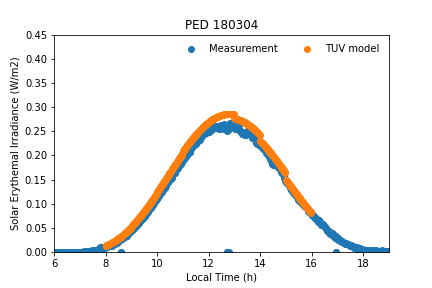 PED 180304
Measurement
TUV model
Solar Erythemal Irradiance (W/m2)
0.45
0.40
0.35
0.30
0.25
0.20
0.15
0.10
0.05
0.00
6 8 10 12 14 16 18
Local Time (h)